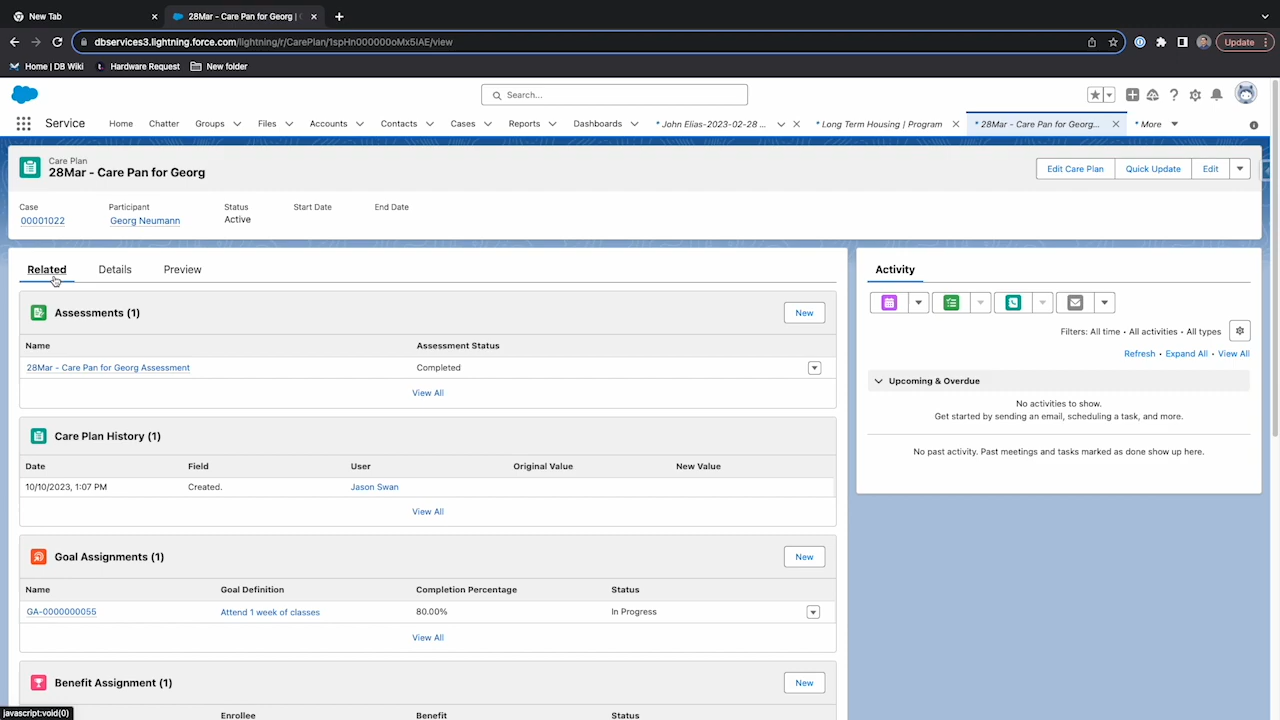 New Tab
28Mar - Care Pan for Georg |
dbservices3.lightning.force.com/lightning/r/CarePlan/1spHn000000oMx5IAE/view
Update
Home | DB Wiki
Hardware Request
New folder
Search...
Service
Home
Chatter
Groups
Files
Accounts
Contacts
Cases
Reports
Dashboards
* John Elias-2023-02-28 ...
* Long Term Housing | Program
* 28Mar - Care Pan for Georg...
* More
Care Plan
28Mar - Care Pan for Georg
Edit Care Plan
Quick Update
Edit
Case
Participant
Status
Start Date
End Date
00001022
Georg Neumann
Active
Related
Details
Preview
Assessments (1)
New
Name
Assessment Status
28Mar - Care Pan for Georg Assessment
Completed
View All
Care Plan History (1)
Date
Field
User
Original Value
New Value
10/10/2023, 1:07 PM
Created.
Jason Swan
View All
Goal Assignments (1)
New
Name
Goal Definition
Completion Percentage
Status
GA-0000000055
Attend 1 week of classes
80.00%
In Progress
View All
Benefit Assignment (1)
New
Enrollee
Benefit
Status
Activity
Filters: All time • All activities • All types
Refresh • Expand All • View All
Upcoming & Overdue
No activities to show.
Get started by sending an email, scheduling a task, and more.
No past activity. Past meetings and tasks marked as done show up here.
javascript:void(0)